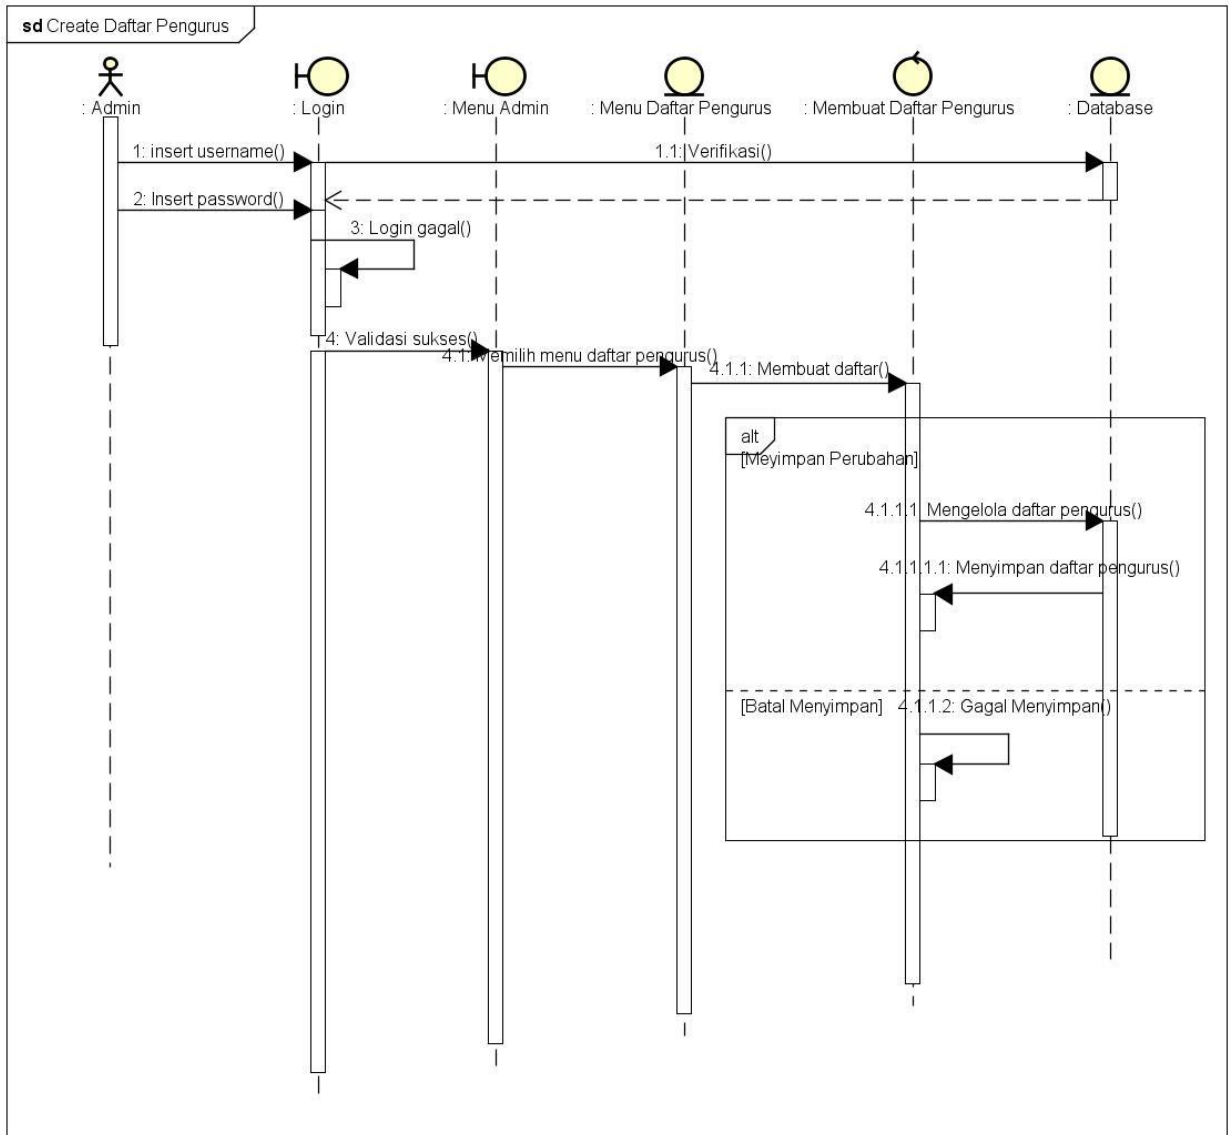 sd Create Daftar Pengurus
: Admin
: Login
: Menu Admin
: Menu Daftar Pengurus
: Membuat Daftar Pengurus
: Database
1: insert username()
1.1: Verifikasi()
2: Insert password()
3: Login gagal()
4: Validasi sukses()
4.1: Memilih menu daftar pengurus()
4.1.1: Membuat daftar()
alt
[Meyimpan Perubahan]
4.1.1.1: Mengelola daftar pengurus()
4.1.1.1.1: Menyimpan daftar pengurus()
[Batal Menyimpan]
4.1.1.2: Gagal Menyimpan()